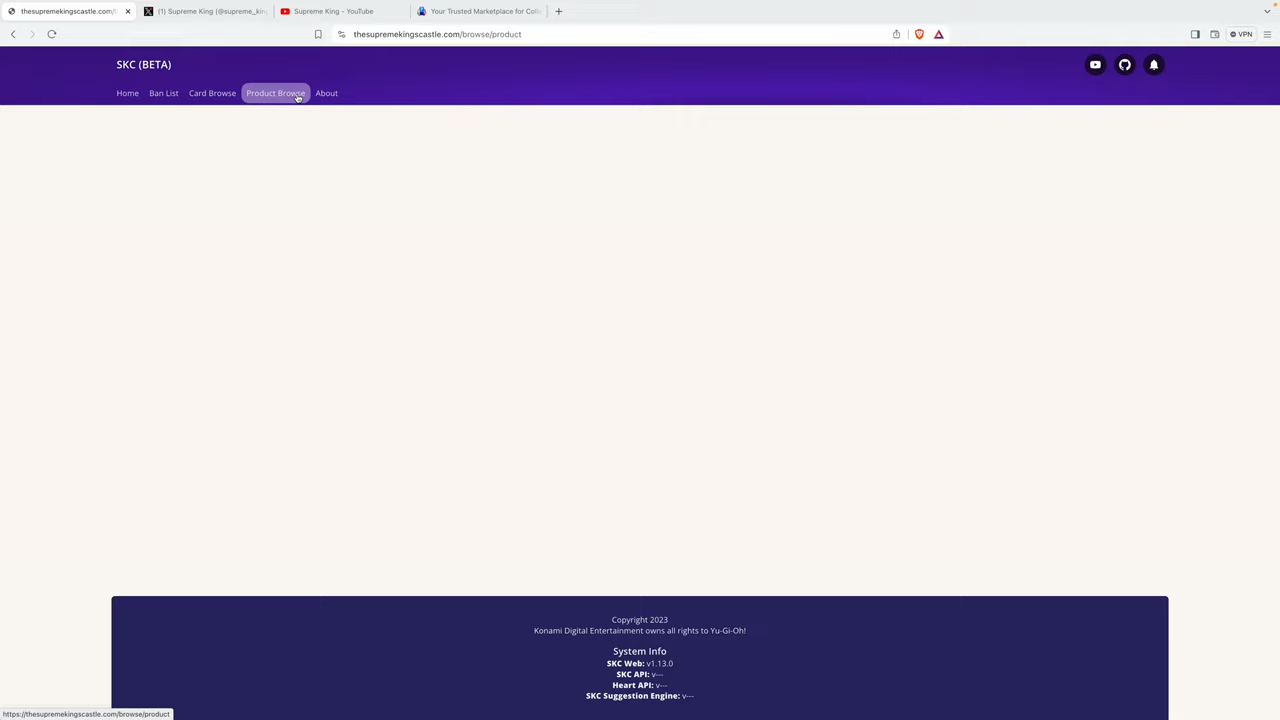 thesupremekingscastle.com/b
(1) Supreme King (@supreme_king
Supreme King - YouTube
Your Trusted Marketplace for Colle
thesupremekingscastle.com/browse/product
VPN
SKC (BETA)
Home Ban List Card Browse Product Browse About
Copyright 2023
Konami Digital Entertainment owns all rights to Yu-Gi-Oh!
System Info
SKC Web: v1.13.0
SKC API: v---
Heart API: v---
SKC Suggestion Engine: v---
https://thesupremekingscastle.com/browse/product